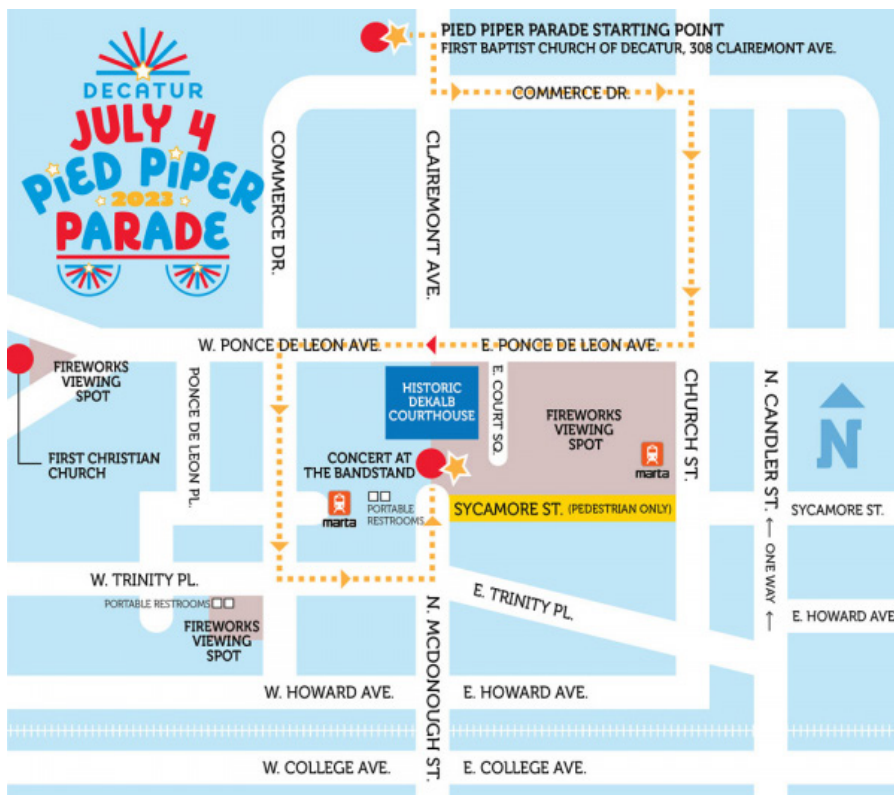 DECATUR
JULY 4
PiED PiPER
2023
PARADE
PIED PIPER PARADE STARTING POINT
FIRST BAPTIST CHURCH OF DECATUR, 308 CLAIREMONT AVE.
COMMERCE DR.
COMMERCE DR.
CLAIREMONT AVE.
W. PONCE DE LEON AVE.
E. PONCE DE LEON AVE.
FIREWORKS
VIEWING
SPOT
PONCE DE LEON PL.
HISTORIC
DEKALB
COURTHOUSE
E. COURT SQ.
FIREWORKS
VIEWING
SPOT
marta
CHURCH ST.
N. CANDLER ST.
← ONE WAY ←
N
FIRST CHRISTIAN
CHURCH
CONCERT AT
THE BANDSTAND
marta
PORTABLE
RESTROOMS
SYCAMORE ST. (PEDESTRIAN ONLY)
SYCAMORE ST.
W. TRINITY PL.
E. TRINITY PL.
PORTABLE RESTROOMS
FIREWORKS
VIEWING
SPOT
E. HOWARD AVE
N. MCDONOUGH ST.
W. HOWARD AVE.
E. HOWARD AVE.
W. COLLEGE AVE.
E. COLLEGE AVE.